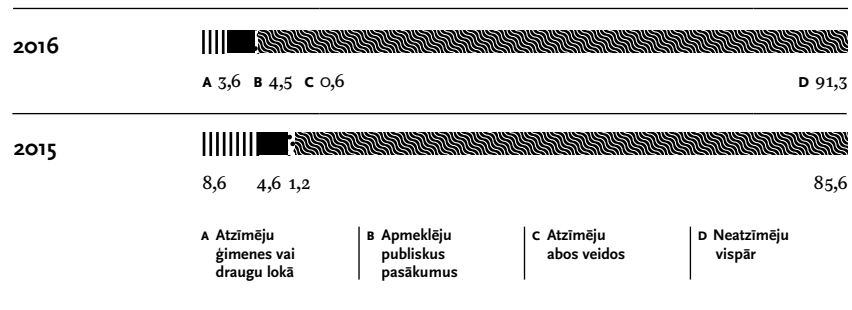 2016
A 3,6 B 4,5 C 0,6 D 91,3
2015
8,6 4,6 1,2 85,6
A Atzīmēju
ģimenes vai
draugu lokā
B Apmeklēju
publiskus
pasākumus
C Atzīmēju
abos veidos
D Neatzīmēju
vispār